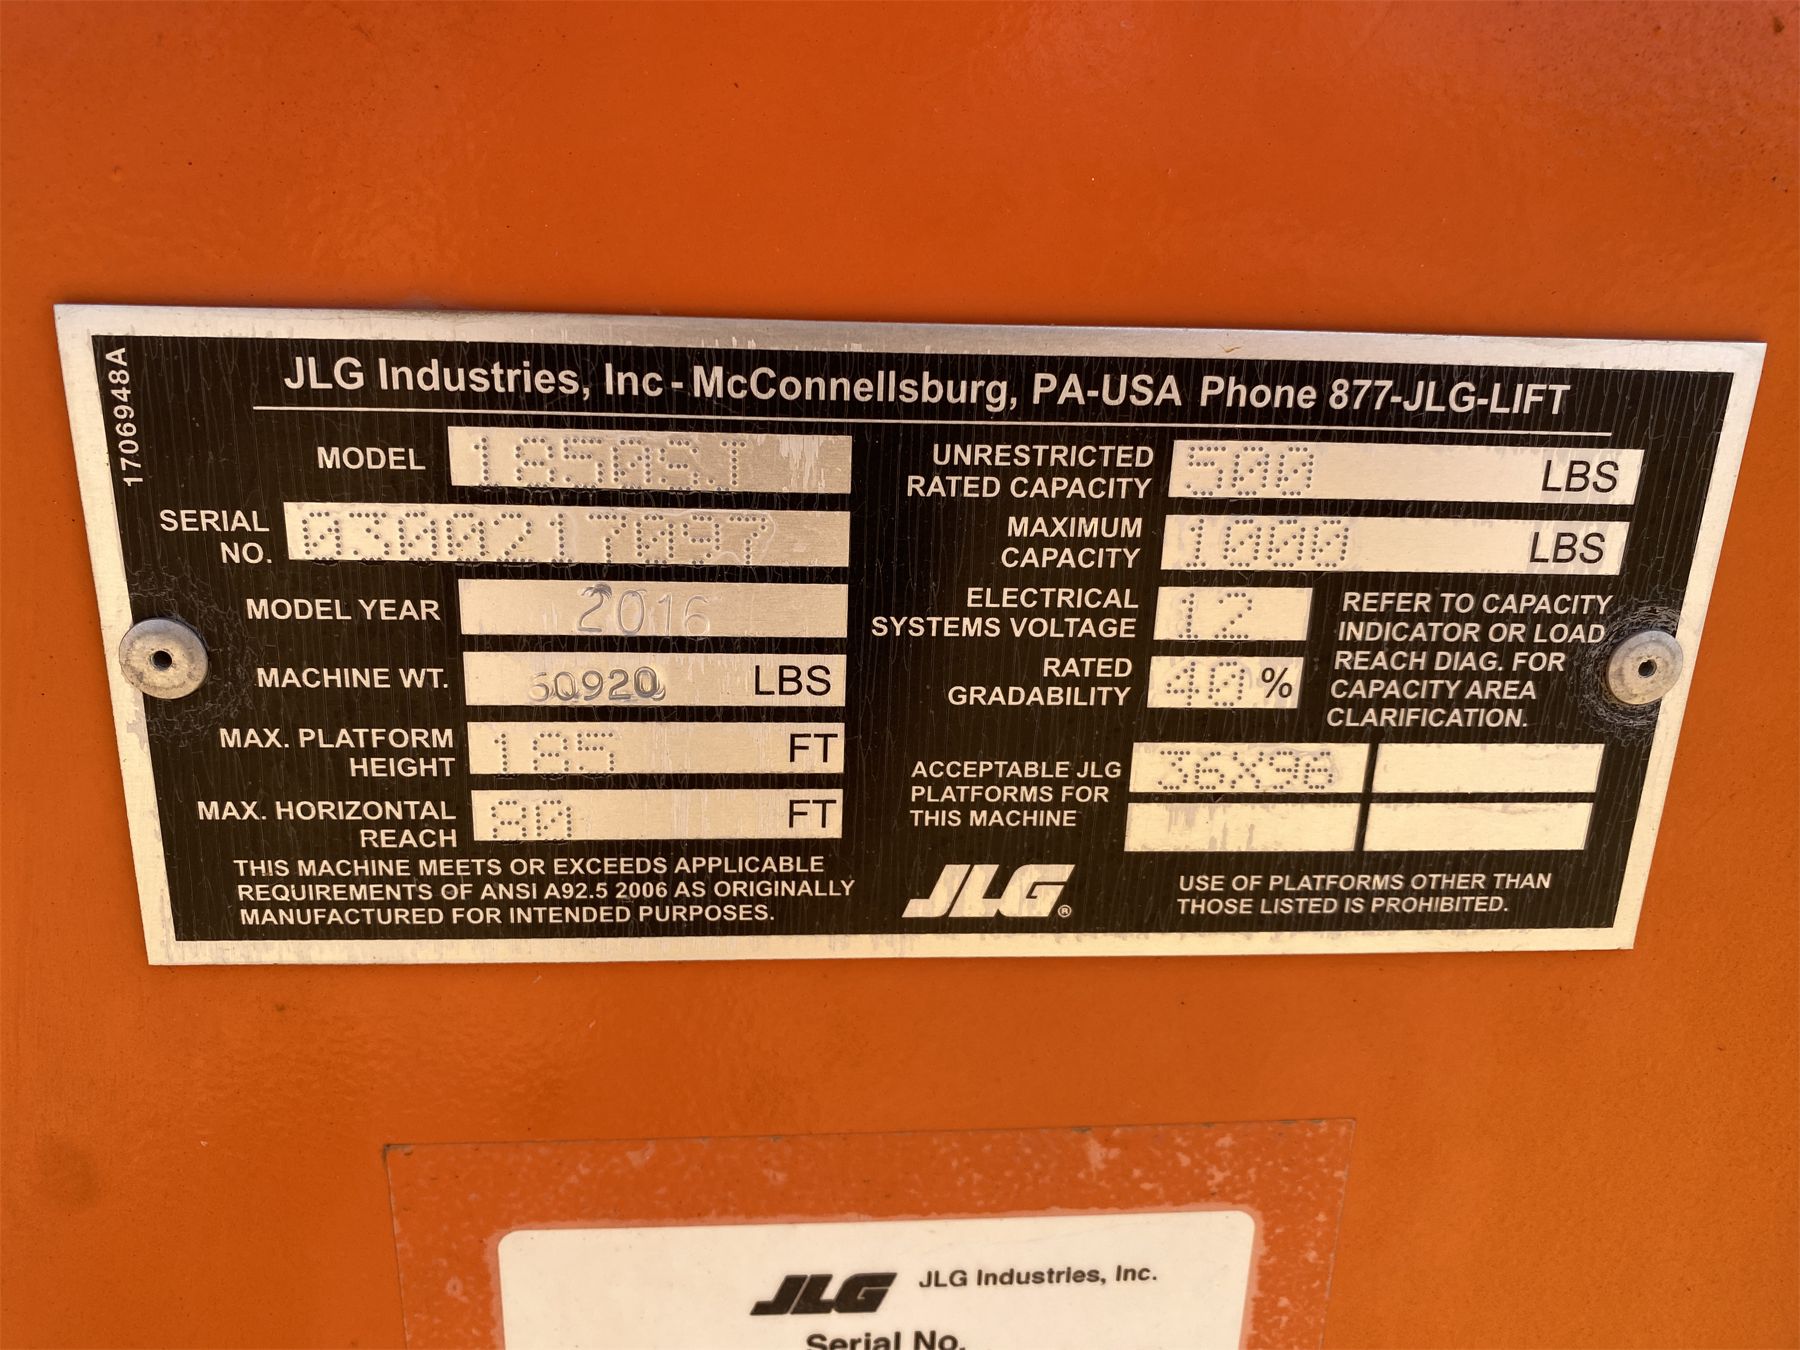 1706948A
JLG Industries, Inc - McConnellsburg, PA-USA Phone 877-JLG-LIFT
MODEL 1850SJ
SERIAL NO. 0300217097
MODEL YEAR 2016
MACHINE WT. LBS
MAX. PLATFORM HEIGHT 185 FT
MAX. HORIZONTAL REACH 80 FT
THIS MACHINE MEETS OR EXCEEDS APPLICABLE
REQUIREMENTS OF ANSI A92.5 2006 AS ORIGINALLY
MANUFACTURED FOR INTENDED PURPOSES.
UNRESTRICTED
RATED CAPACITY 500 LBS
MAXIMUM
CAPACITY 1000 LBS
ELECTRICAL
SYSTEMS VOLTAGE 12
RATED
GRADABILITY 40 %
REFER TO CAPACITY
INDICATOR OR LOAD
REACH DIAG. FOR
CAPACITY AREA
CLARIFICATION.
ACCEPTABLE JLG
PLATFORMS FOR
THIS MACHINE
36X96
JLG®
USE OF PLATFORMS OTHER THAN
THOSE LISTED IS PROHIBITED.
JLG JLG Industries, Inc.
Serial No.